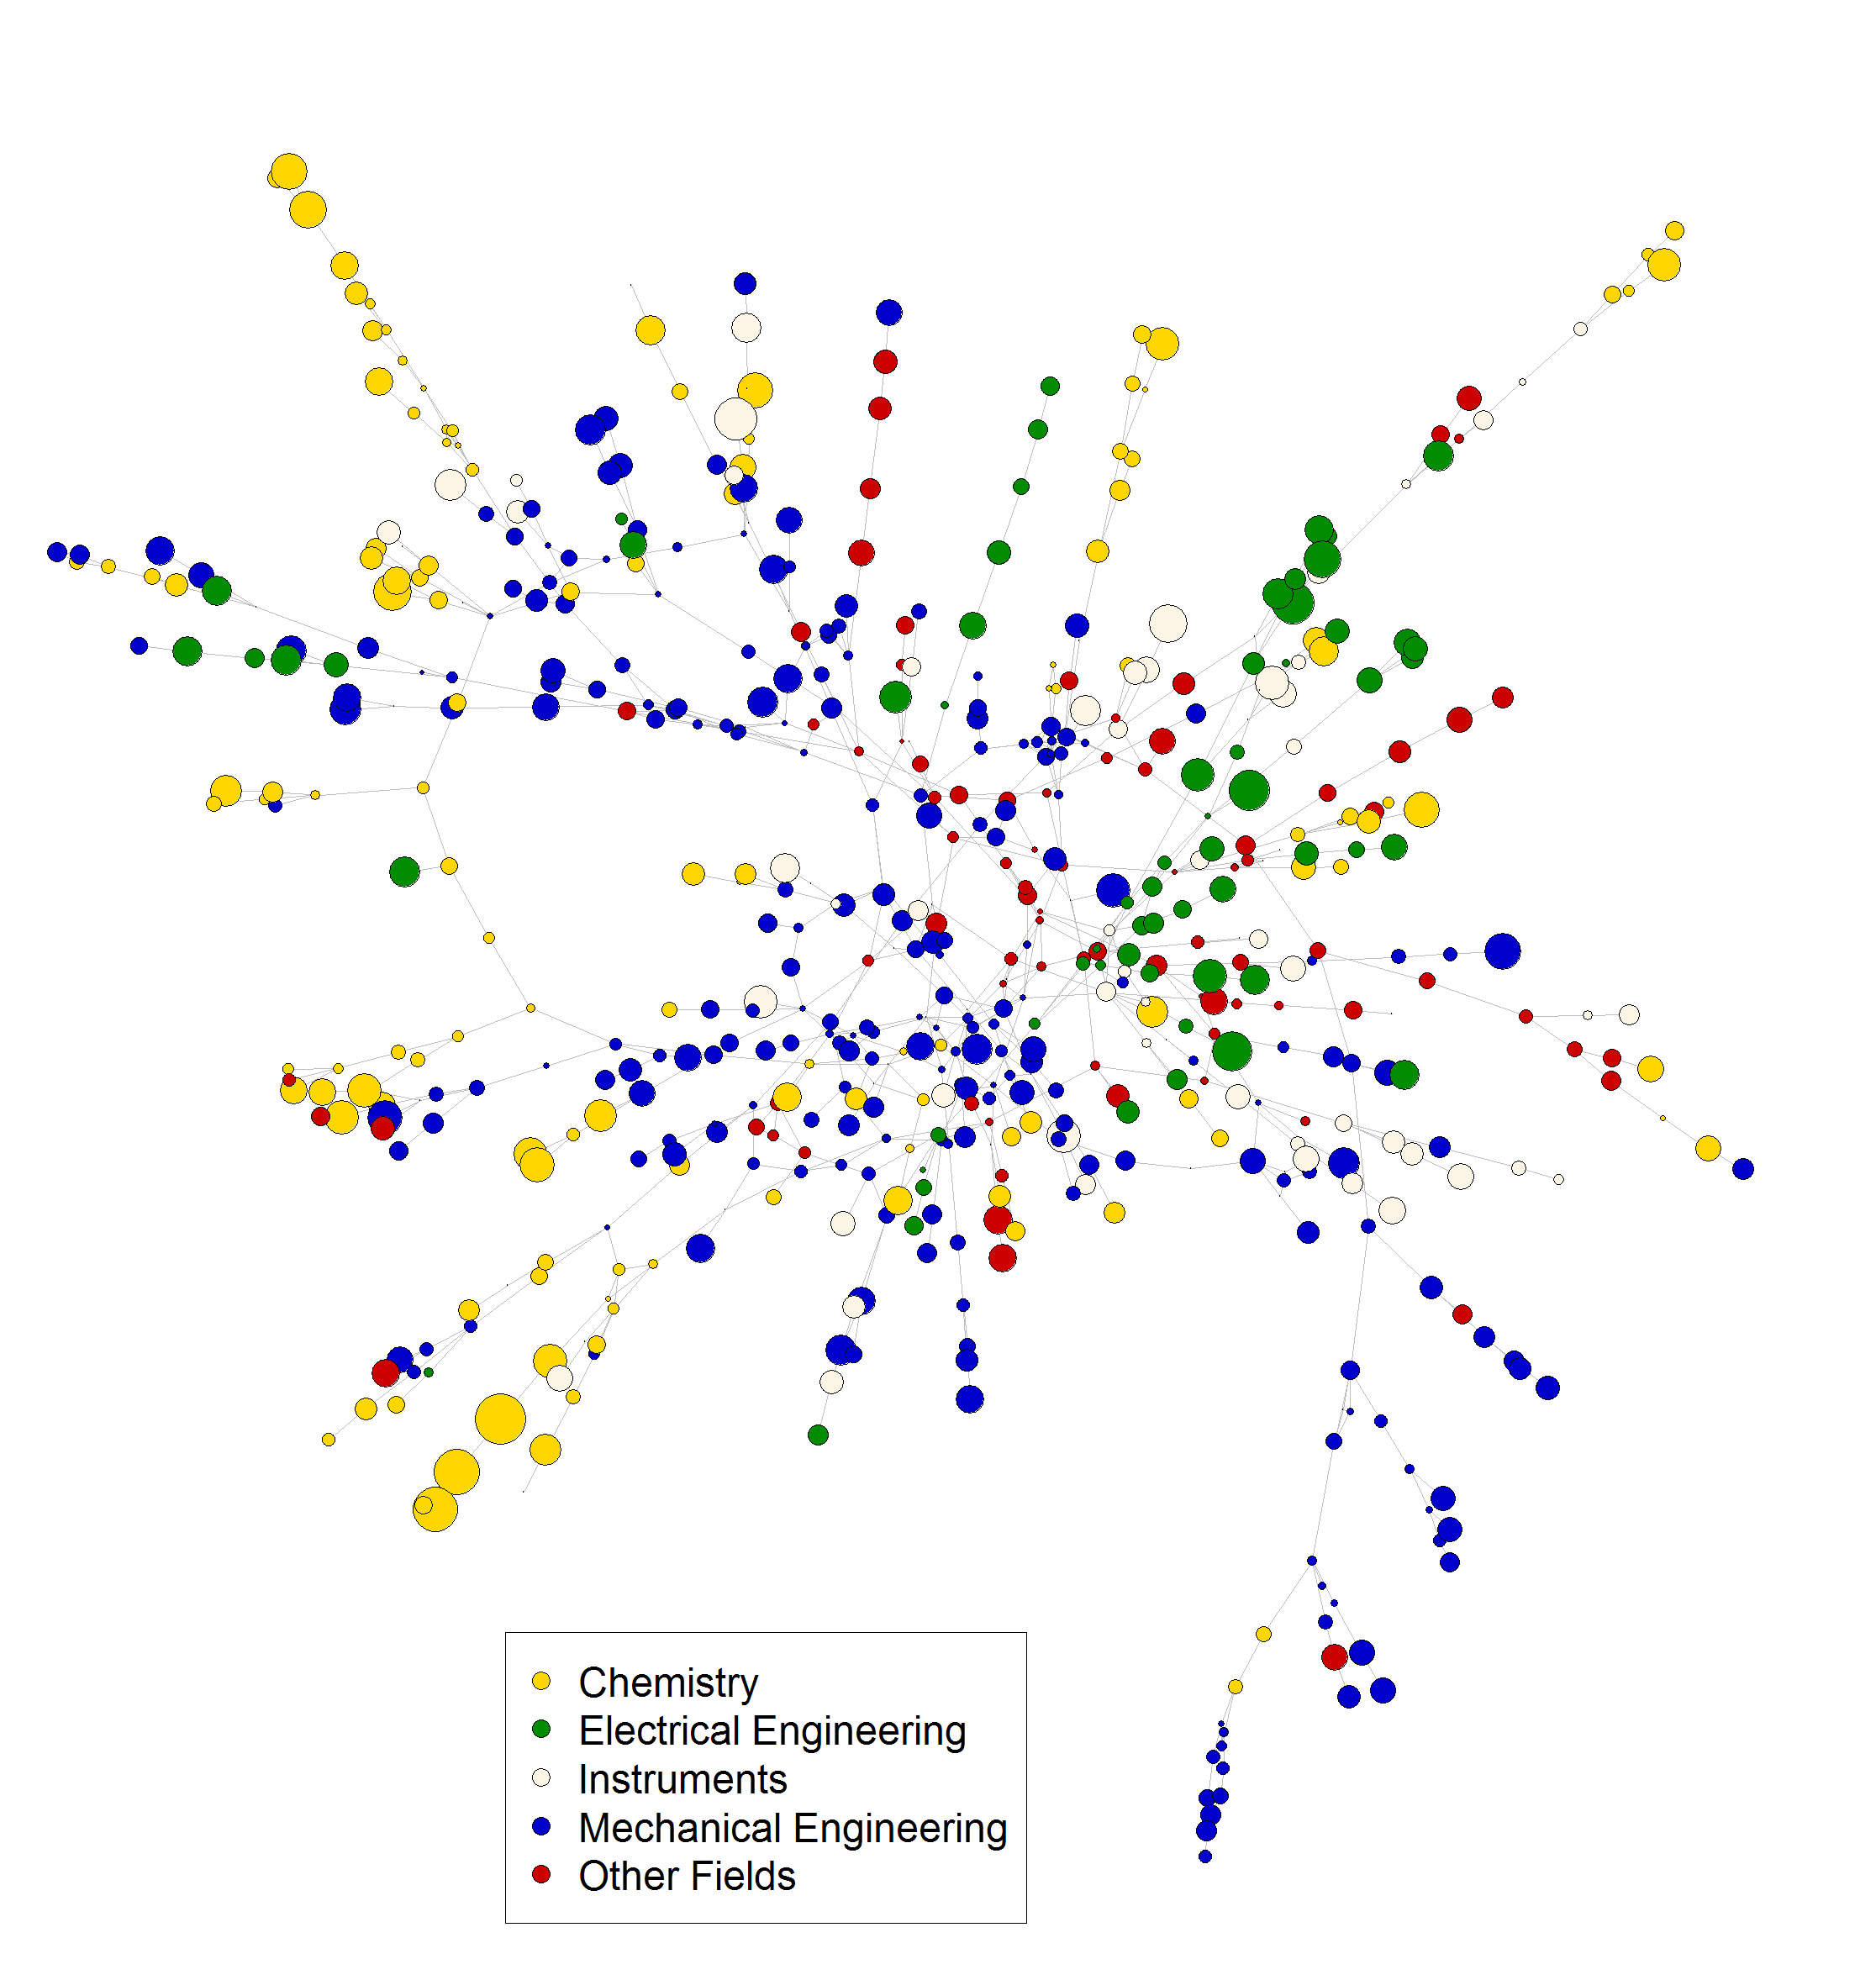 Chemistry
Electrical Engineering
Instruments
Mechanical Engineering
Other Fields